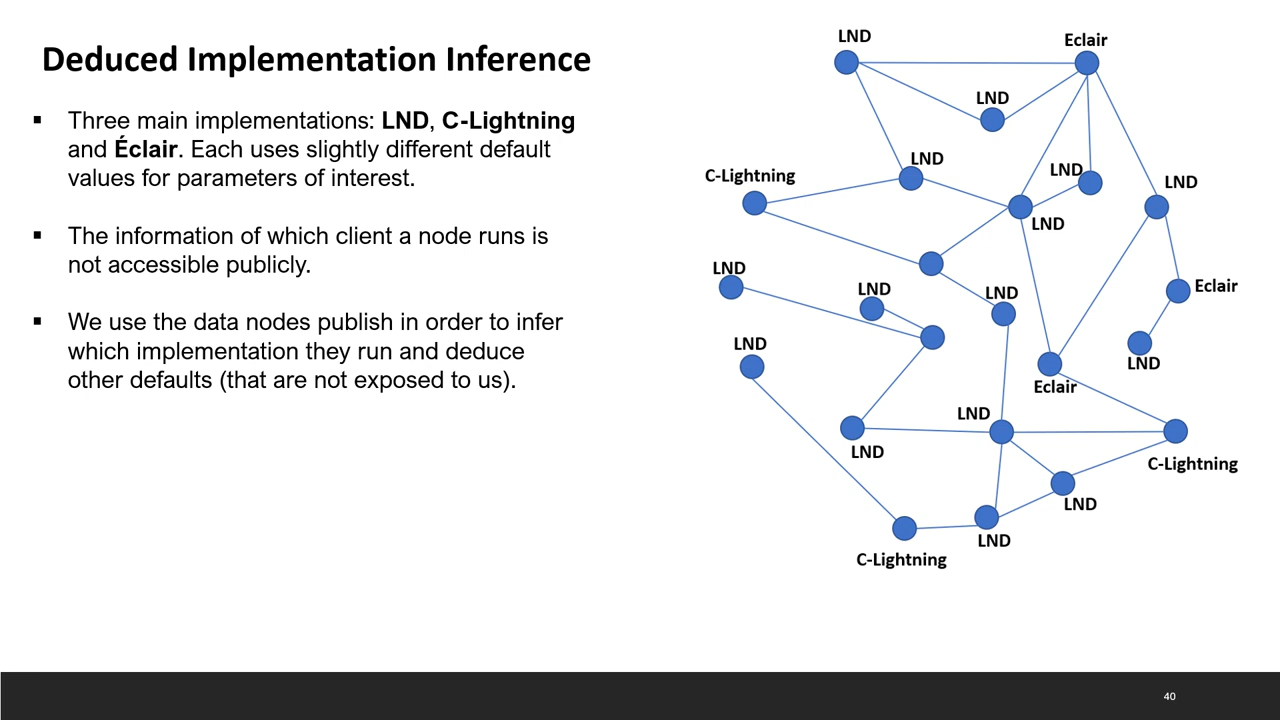 Deduced Implementation Inference
▪ Three main implementations: LND, C-Lightning
and Éclair. Each uses slightly different default
values for parameters of interest.
▪ The information of which client a node runs is
not accessible publicly.
▪ We use the data nodes publish in order to infer
which implementation they run and deduce
other defaults (that are not exposed to us).
LND
Eclair
LND
LND
LND
C-Lightning
LND
LND
LND
LND
LND
Eclair
LND
LND
Eclair
LND
LND
LND
C-Lightning
LND
LND
C-Lightning
40